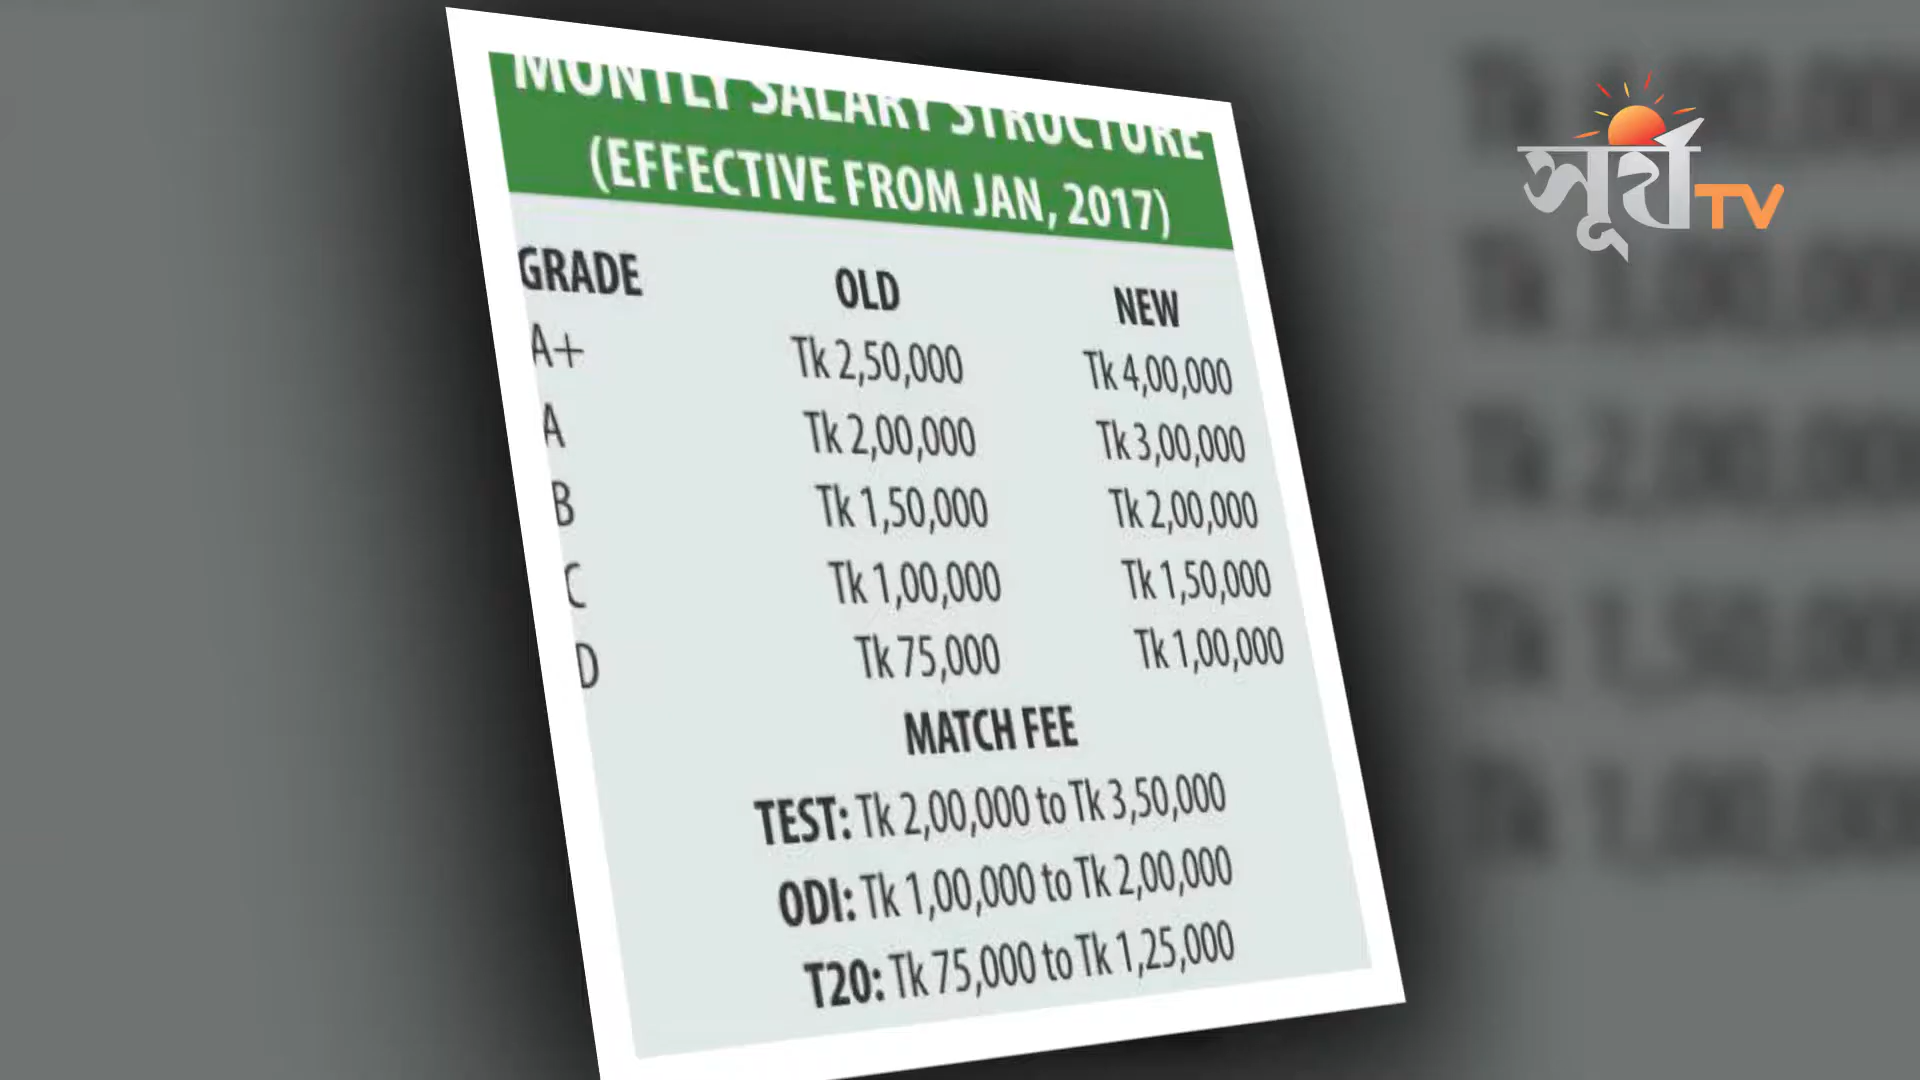 MONTLY SALARY STRUCTURE
(EFFECTIVE FROM JAN, 2017)
GRADE OLD NEW
A+ Tk 2,50,000 Tk 4,00,000
A Tk 2,00,000 Tk 3,00,000
B Tk 1,50,000 Tk 2,00,000
C Tk 1,00,000 Tk 1,50,000
D Tk 75,000 Tk 1,00,000
MATCH FEE
TEST: Tk 2,00,000 to Tk 3,50,000
ODI: Tk 1,00,000 to Tk 2,00,000
T20: Tk 75,000 to Tk 1,25,000
সূর্য TV